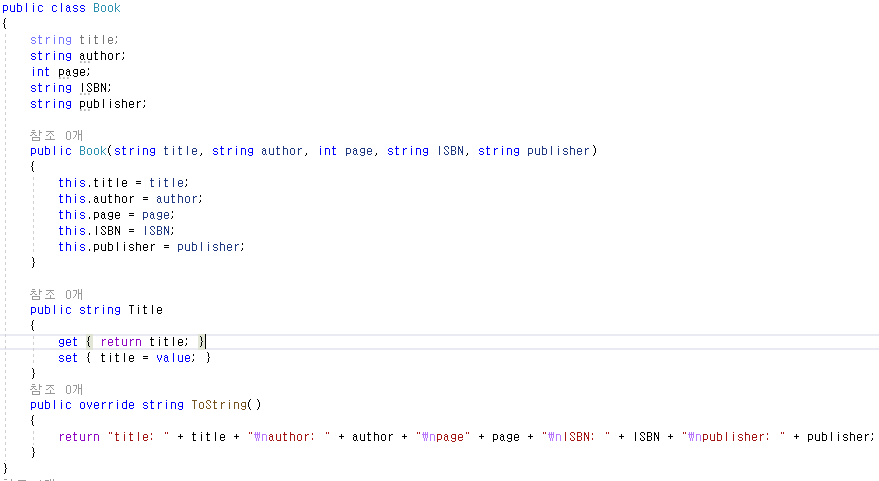 public class Book
{
string title;
string author;
int page;
string ISBN;
string publisher;
참조 0개
public Book(string title, string author, int page, string ISBN, string publisher)
{
this.title = title;
this.author = author;
this.page = page;
this.ISBN = ISBN;
this.publisher = publisher;
}
참조 0개
public string Title
{
get { return title; }
set { title = value; }
}
참조 0개
public override string ToString()
{
return "title: " + title + "₩nauthor: " + author + "₩npage" + page + "₩nISBN: " + ISBN + "₩npublisher: " + publisher;
}
}